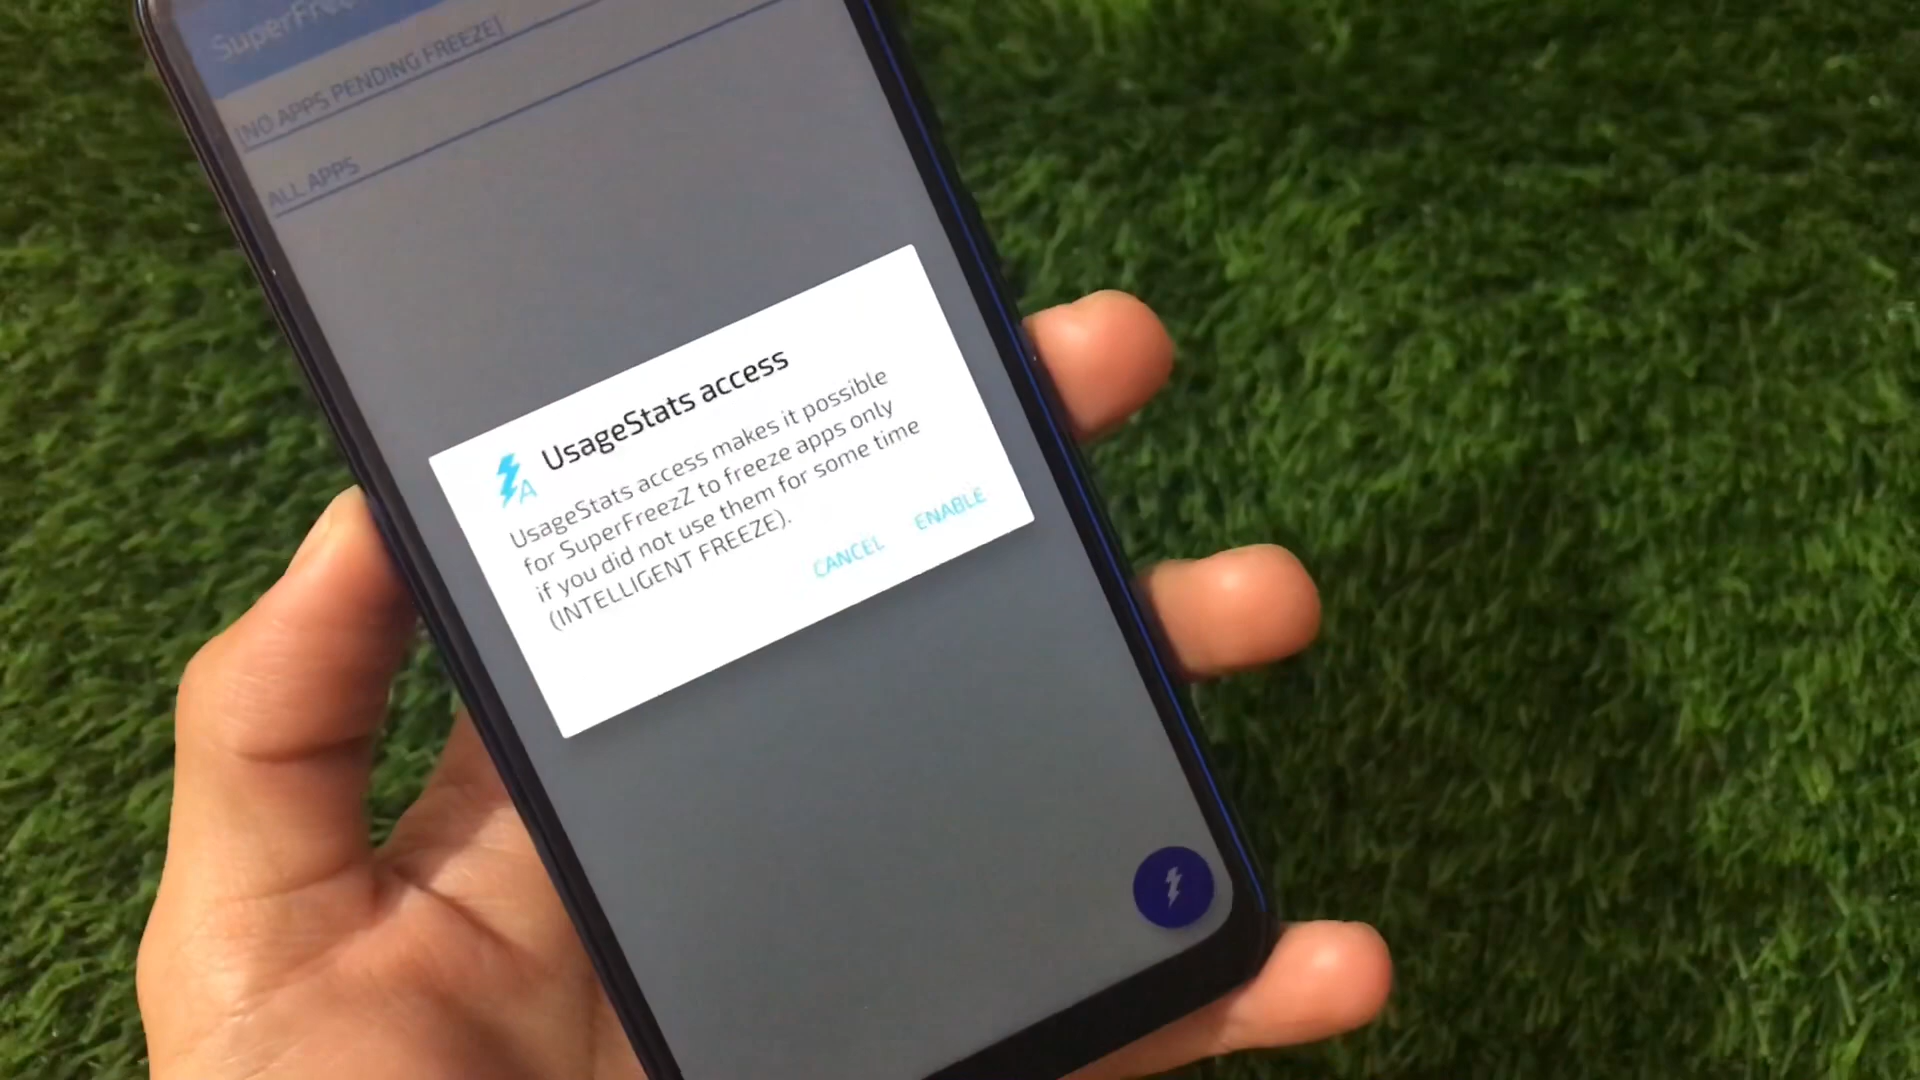 [NO APPS PENDING FREEZE]
ALL APPS
UsageStats access
UsageStats access makes it possible
for SuperFreezZ to freeze apps only
if you did not use them for some time
(INTELLIGENT FREEZE).
CANCEL ENABLE